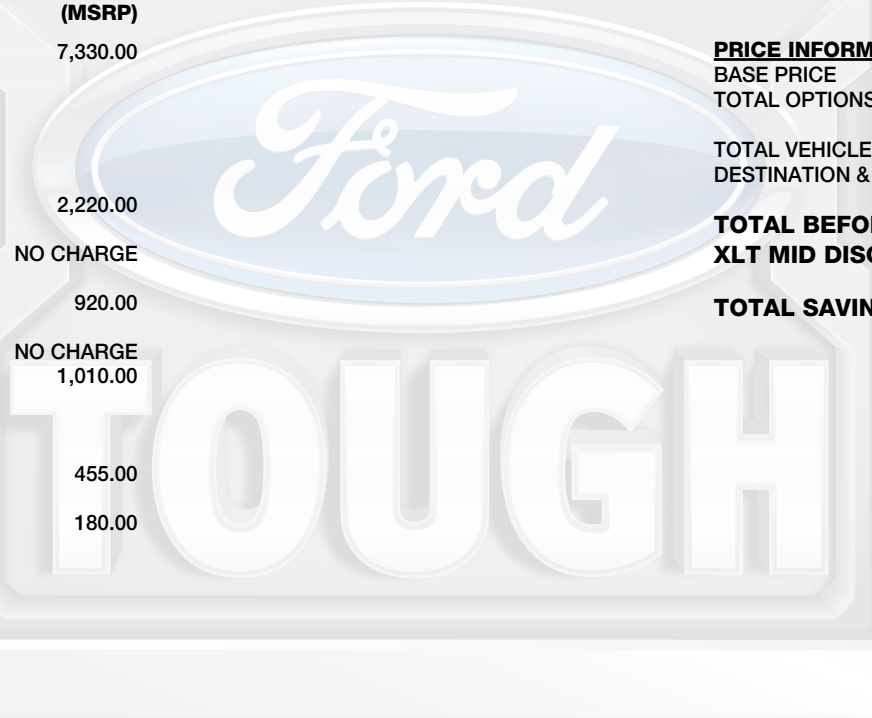 (MSRP)
7,330.00
2,220.00
NO CHARGE
920.00
NO CHARGE
1,010.00
455.00
180.00
PRICE INFORM
BASE PRICE
TOTAL OPTIONS
TOTAL VEHICLE
DESTINATION &
TOTAL BEFO
XLT MID DISC
TOTAL SAVIN
Ford
TOUGH